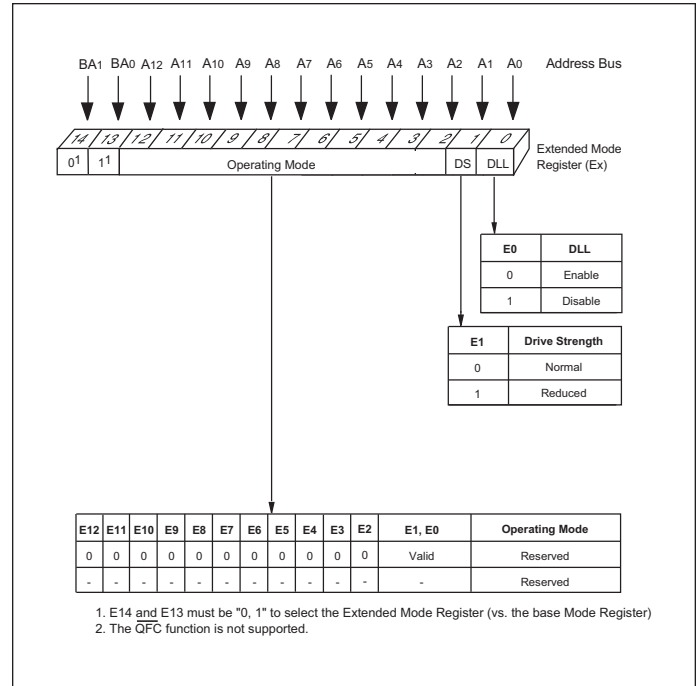 BA1 BA0 A12 A11 A10 A9 A8 A7 A6 A5 A4 A3 A2 A1 A0 Address Bus
14 13 12 11 10 9 8 7 6 5 4 3 2 1 0
01 11 Operating Mode DS DLL
Extended Mode
Register (Ex)
E0 DLL
0 Enable
1 Disable
E1 Drive Strength
0 Normal
1 Reduced
E12 E11 E10 E9 E8 E7 E6 E5 E4 E3 E2 E1, E0 Operating Mode
0 0 0 0 0 0 0 0 0 0 0 Valid Reserved
- - - - - - - - - - - - Reserved
1. E14 and E13 must be "0, 1" to select the Extended Mode Register (vs. the base Mode Register)
2. The QFC function is not supported.